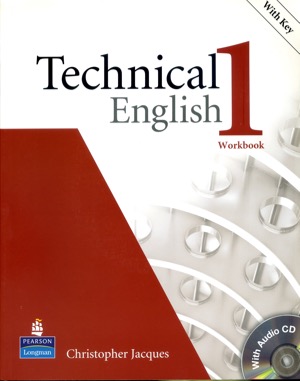 With Key
Technical
English
1
Workbook
With Audio CD
PEARSON
Longman
Christopher Jacques